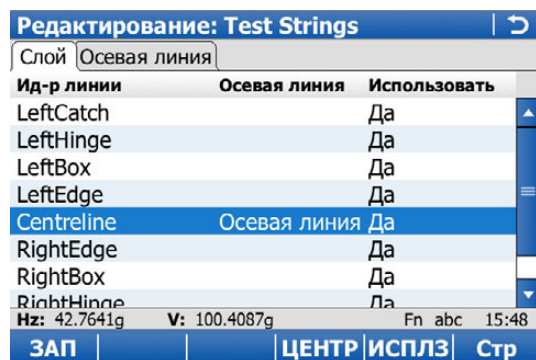 Редактирование: Test Strings
Слой Осевая линия
Ид-р линии Осевая линия Использовать
LeftCatch Да
LeftHinge Да
LeftBox Да
LeftEdge Да
Centreline Осевая линия Да
RightEdge Да
RightBox Да
RightHinge Да
Hz: 42.7641g V: 100.4087g Fn abc 15:48
ЗАП ЦЕНТР ИСПЛЗ Стр